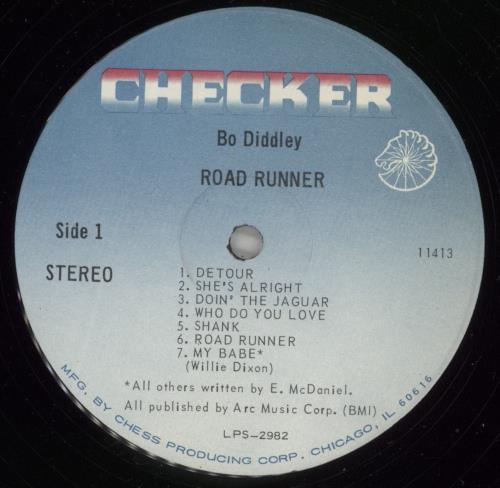 CHECKER
Bo Diddley
ROAD RUNNER
Side 1
11413
STEREO
1. DETOUR
2. SHE'S ALRIGHT
3. DOIN' THE JAGUAR
4. WHO DO YOU LOVE
5. SHANK
6. ROAD RUNNER
7. MY BABE*
(Willie Dixon)
*All others written by E. McDaniel.
All published by Arc Music Corp. (BMI)
LPS-2982
MFG. BY CHESS PRODUCING CORP. CHICAGO, IL 60616